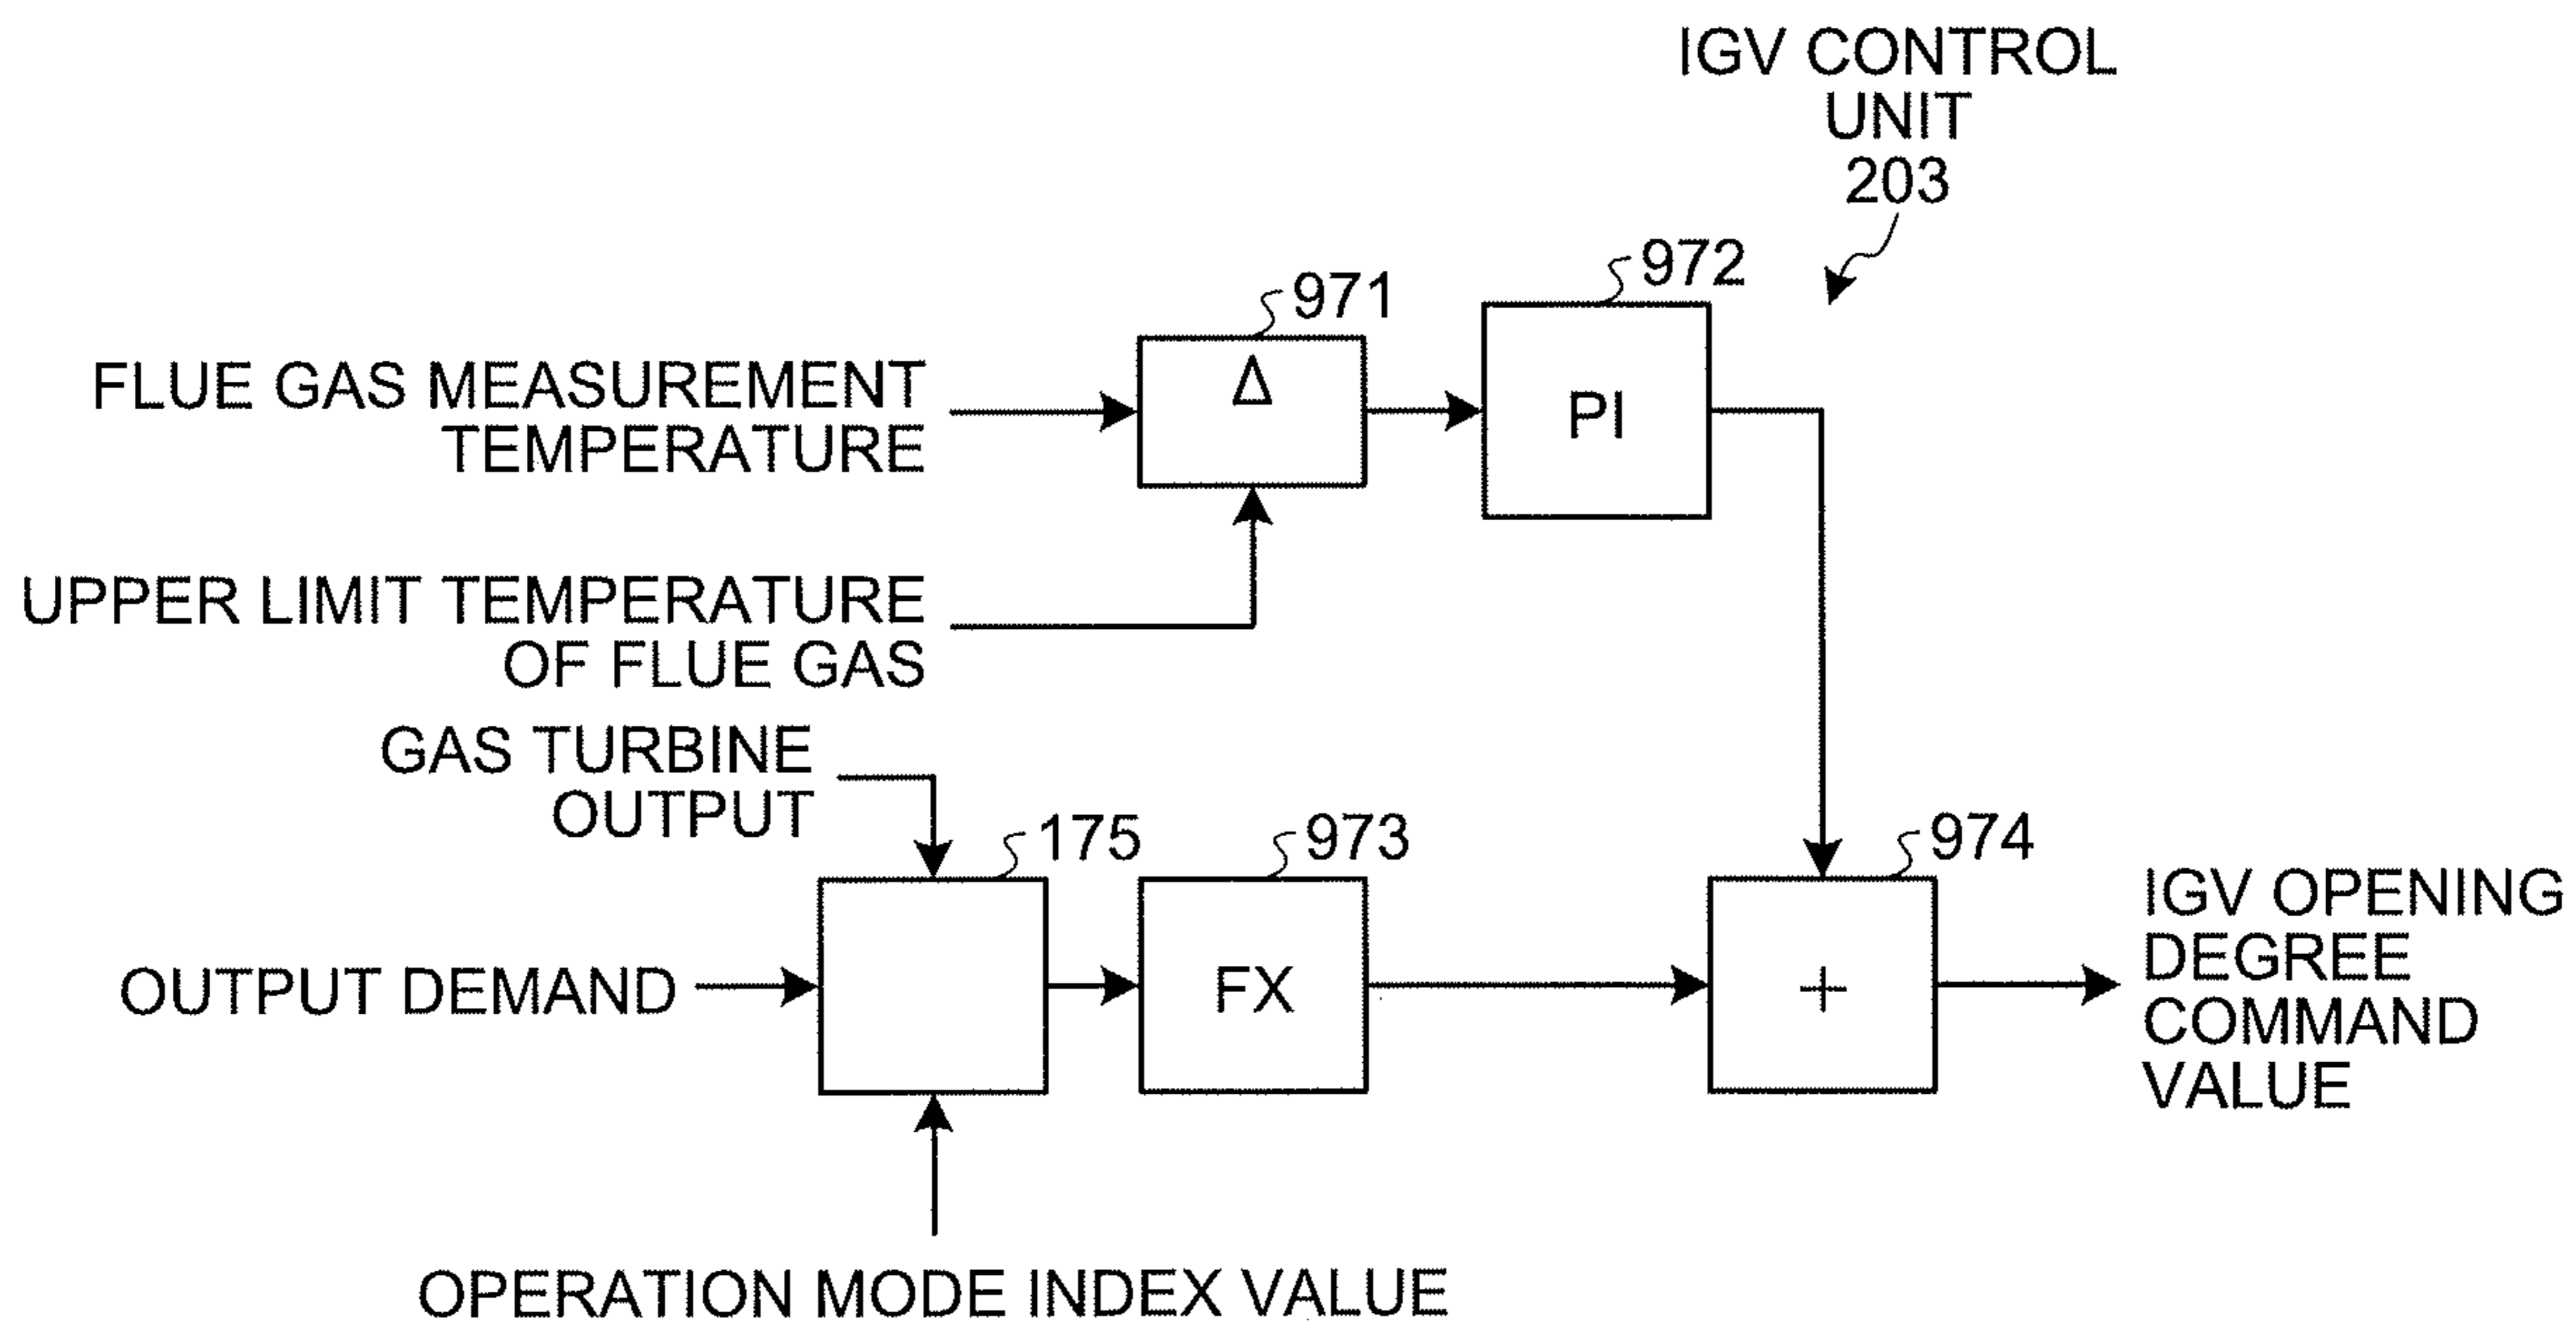 IGV CONTROL
UNIT
203
972
971
FLUE GAS MEASUREMENT
TEMPERATURE
Δ
PI
UPPER LIMIT TEMPERATURE
OF FLUE GAS
GAS TURBINE
OUTPUT
175
973
974
OUTPUT DEMAND
FX
+
IGV OPENING
DEGREE
COMMAND
VALUE
OPERATION MODE INDEX VALUE